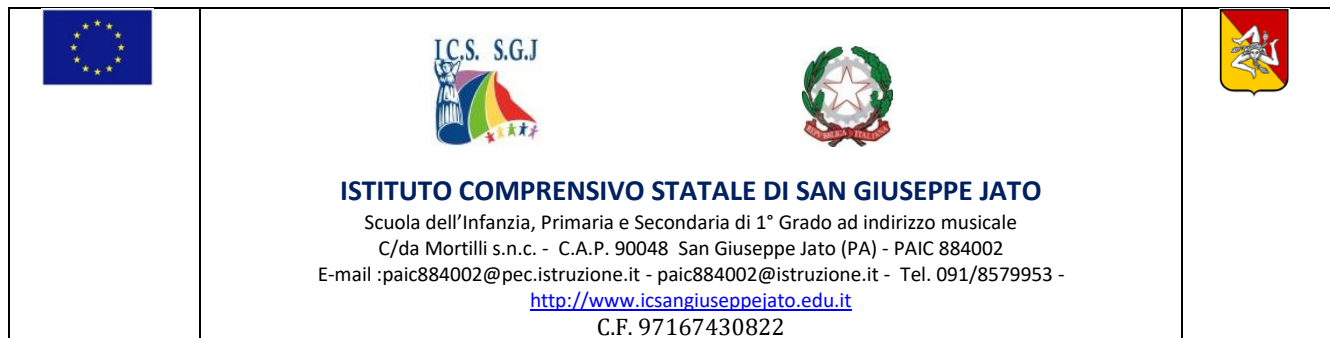 I.C.S. S.G.J
REPVBBLICA ITALIANA
ISTITUTO COMPRENSIVO STATALE DI SAN GIUSEPPE JATO
Scuola dell’Infanzia, Primaria e Secondaria di 1° Grado ad indirizzo musicale
C/da Mortilli s.n.c. - C.A.P. 90048 San Giuseppe Jato (PA) - PAIC 884002
E-mail :paic884002@pec.istruzione.it - paic884002@istruzione.it - Tel. 091/8579953 -
http://www.icsangiuseppejato.edu.it
C.F. 97167430822